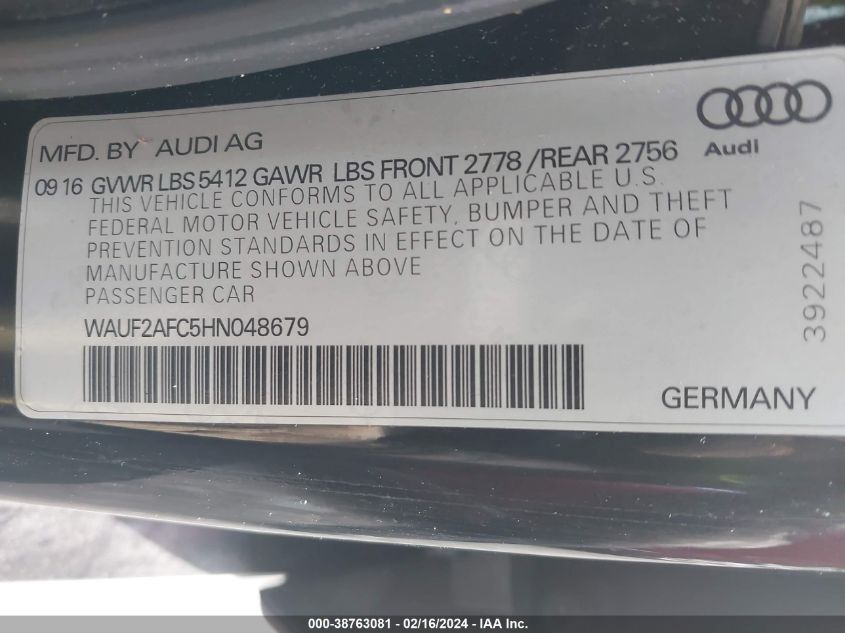 MFD. BY AUDI AG
Audi
09 16 GVWR LBS 5412 GAWR LBS FRONT 2778 /REAR 2756
THIS VEHICLE CONFORMS TO ALL APPLICABLE U.S.
FEDERAL MOTOR VEHICLE SAFETY, BUMPER AND THEFT
PREVENTION STANDARDS IN EFFECT ON THE DATE OF
MANUFACTURE SHOWN ABOVE
PASSENGER CAR
WAUF2AFC5HN048679
3922487
GERMANY
000-38763081 - 02/16/2024 - IAA Inc.